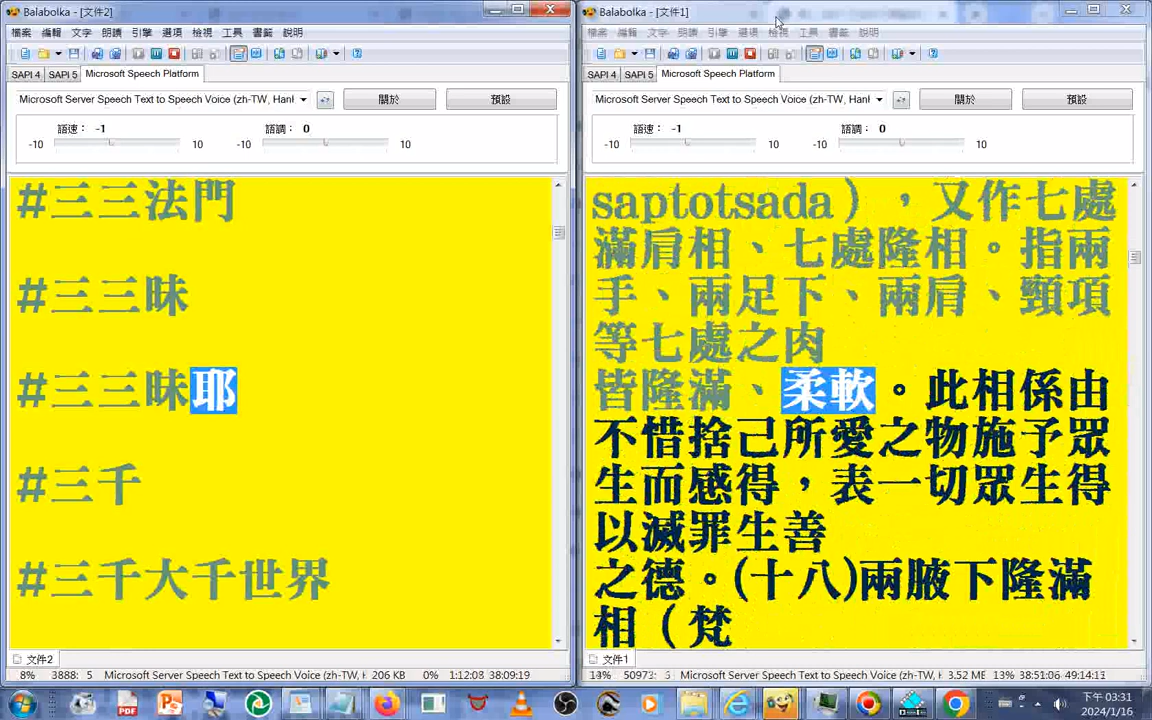 Balabolka - [文件2]
檔案 編輯 文字 朗讀 引擎 選項 檢視 工具 書籤 說明
SAPI 4 SAPI 5 Microsoft Speech Platform
Microsoft Server Speech Text to Speech Voice (zh-TW, Hanl
關於 預設
語速： -1 語調： 0
-10 10 -10 10
#三三法門
#三三昧
#三三昧耶
#三千
#三千大千世界
文件2
8% 3888: 5 Microsoft Server Speech Text to Speech Voice (zh-TW, H 206 KB 0% 1:12:03 38:09:19
Balabolka - [文件1]
檔案 編輯 文字 朗讀 引擎 選項 檢視 工具 書籤 說明
SAPI 4 SAPI 5 Microsoft Speech Platform
Microsoft Server Speech Text to Speech Voice (zh-TW, Hanl
關於 預設
語速： -1 語調： 0
-10 10 -10 10
saptotsada），又作七處
滿肩相、七處隆相。指兩
手、兩足下、兩肩、頸項
等七處之肉
皆隆滿、柔軟。此相係由
不惜捨己所愛之物施予眾
生而感得，表一切眾生得
以滅罪生善
之德。(十八)兩腋下隆滿
相（梵
文件1
14% 50973: Microsoft Server Speech Text to Speech Voice (zh-TW, 3.52 MB 13% 38:51:06 49:14:11
下午 03:31
2024/1/16